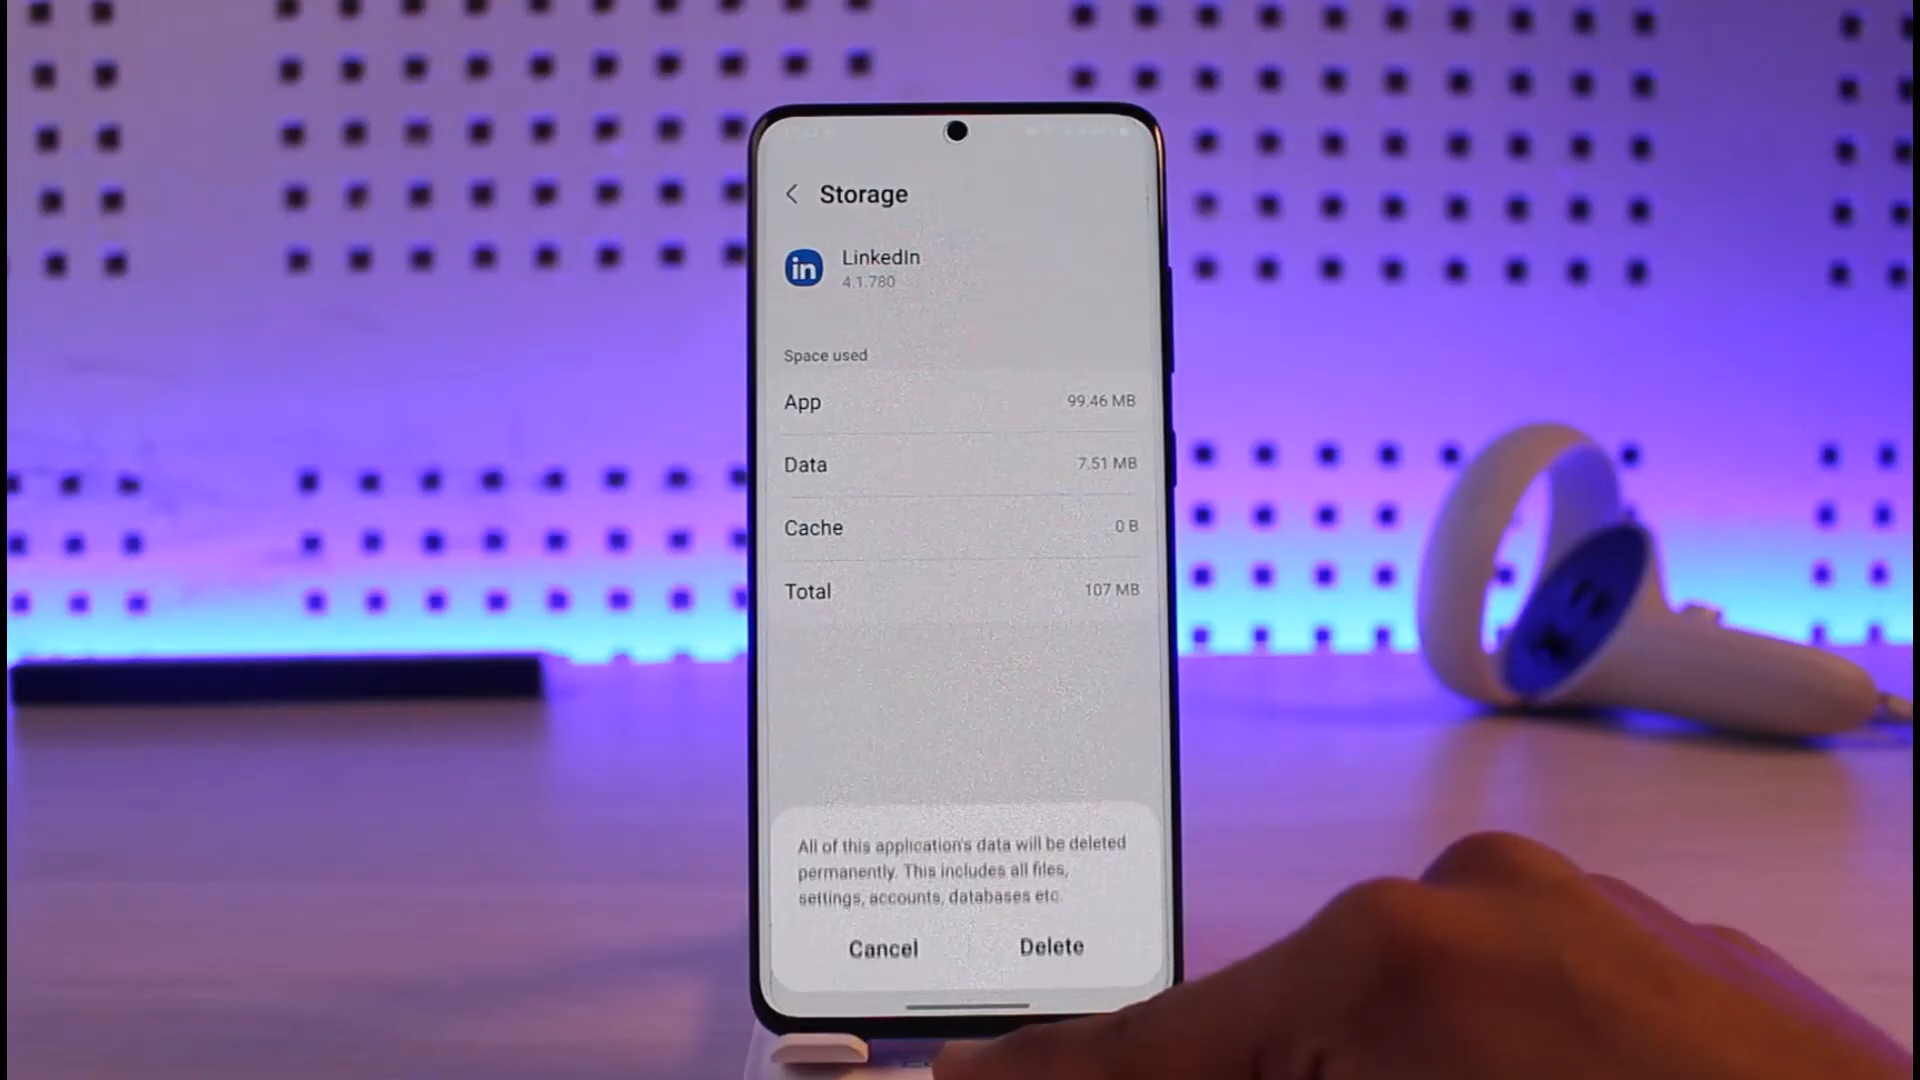 Storage
in
LinkedIn
4.1.780
Space used
App 99.46 MB
Data 7.51 MB
Cache 0 B
Total 107 MB
All of this application's data will be deleted
permanently. This includes all files,
settings, accounts, databases etc.
Cancel Delete